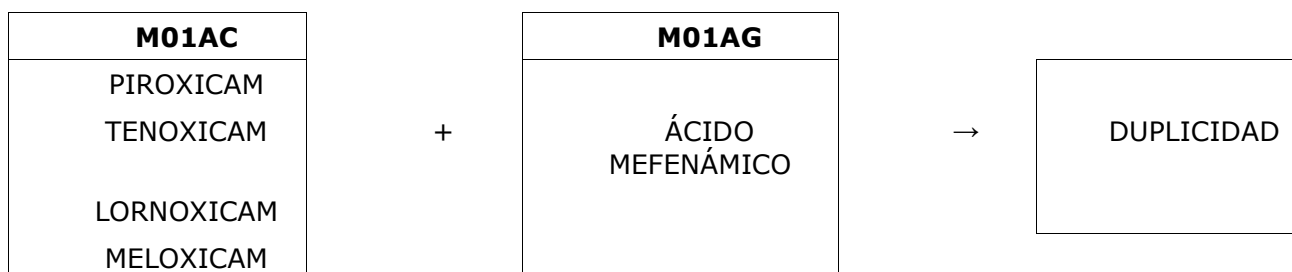 M01AC
PIROXICAM
TENOXICAM
LORNOXICAM
MELOXICAM
+
M01AG
ÁCIDO
MEFENÁMICO
→
DUPLICIDAD